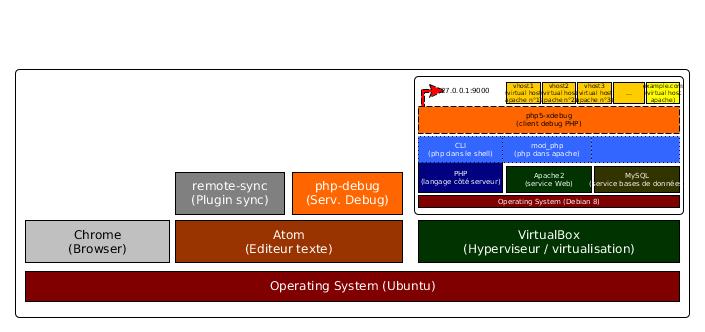 27.0.0.1:9000
vhost1
virtual host
apache n°1
vhost2
virtual host
apache n°2
vhost3
virtual host
apache n°3
...
example.com
virtual host
apache)
php5-xdebug
(client debug PHP)
CLI
(php dans le shell)
mod_php
(php dans apache)
PHP
(langage côté serveur)
Apache2
(service Web)
MySQL
(service bases de données
Operating System (Debian 8)
remote-sync
(Plugin sync)
php-debug
(Serv. Debug)
Chrome
(Browser)
Atom
(Editeur texte)
VirtualBox
(Hyperviseur / virtualisation)
Operating System (Ubuntu)